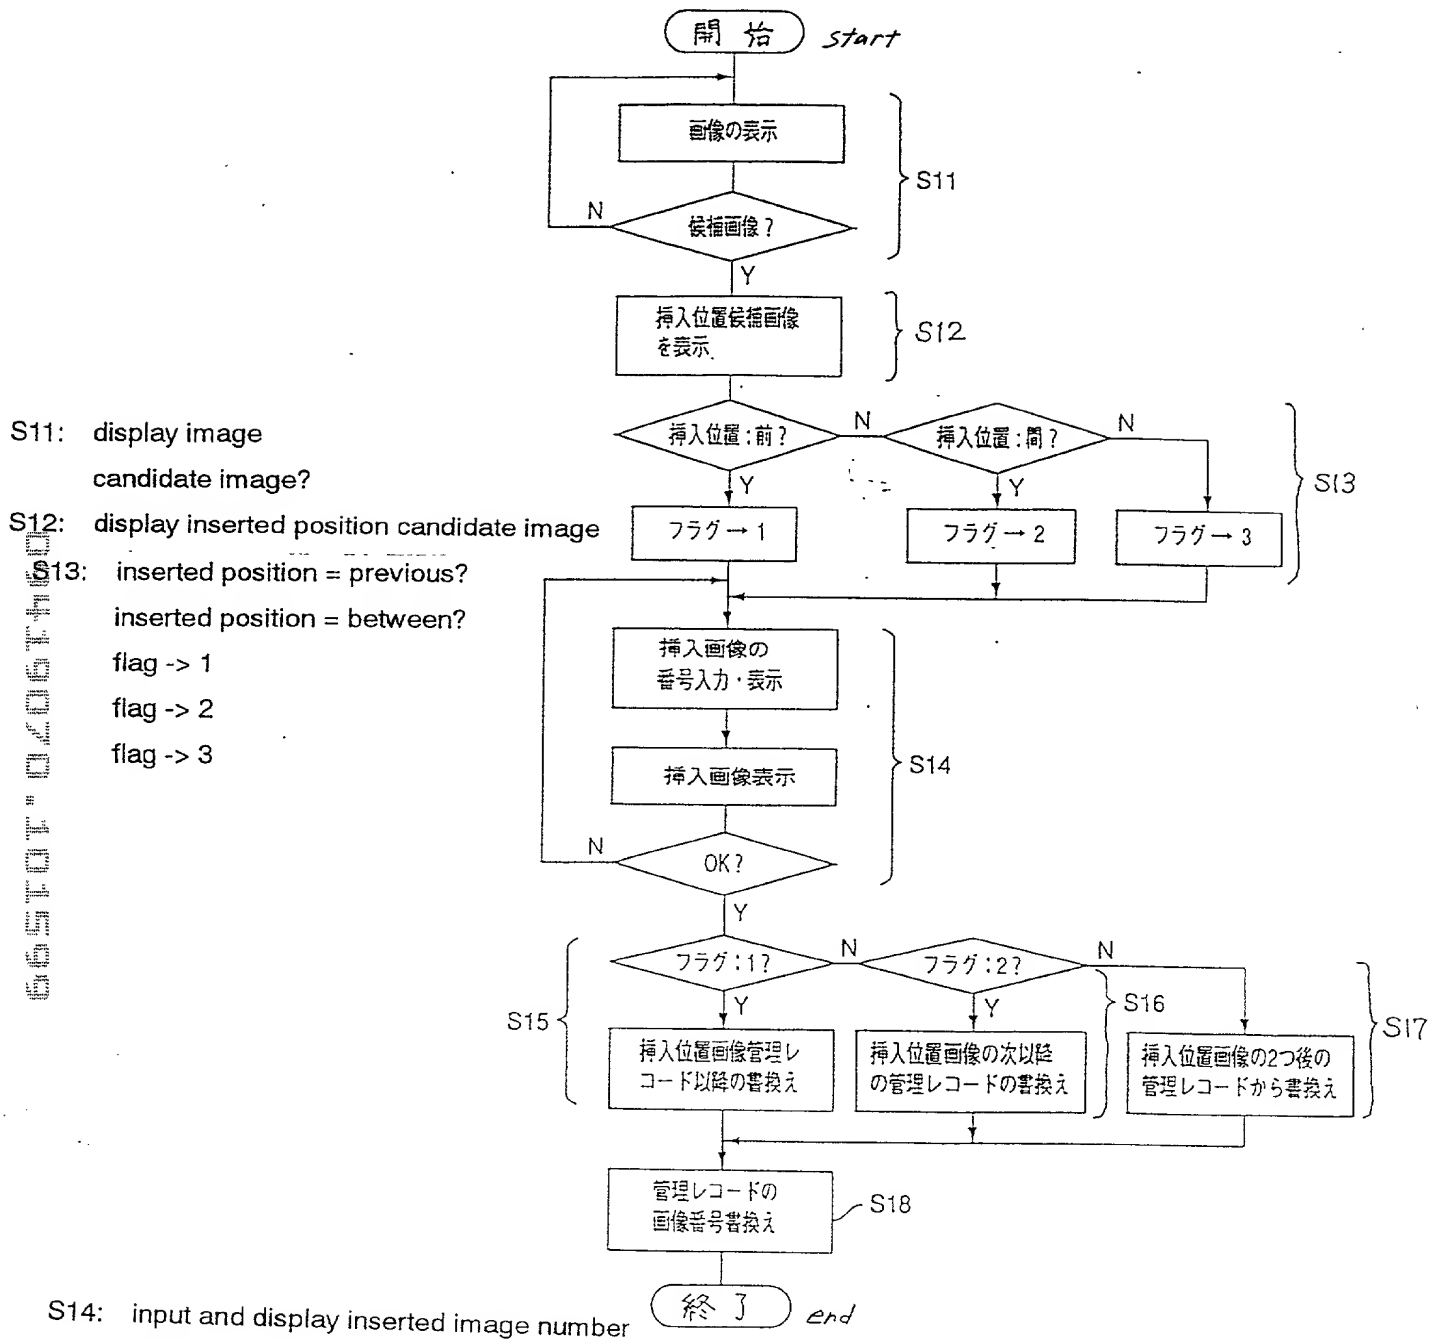 開始 start
画像の表示
S11
N
候補画像?
Y
挿入位置候補画像
を表示
S12
S11: display image
candidate image?
S12: display inserted position candidate image
S13: inserted position = previous?
inserted position = between?
flag -> 1
flag -> 2
flag -> 3
挿入位置:前?
N
挿入位置:間?
N
S13
Y
Y
フラグ→1
フラグ→2
フラグ→3
挿入画像の
番号入力・表示
挿入画像表示
S14
N
OK?
Y
フラグ:1?
N
フラグ:2?
N
S15
Y
Y
S16
S17
挿入位置画像管理レ
コード以降の書換え
挿入位置画像の次以降
の管理レコードの書換え
挿入位置画像の2つ後の
管理レコードから書換え
管理レコードの
画像番号書換え
S18
終了 end
S14: input and display inserted image number